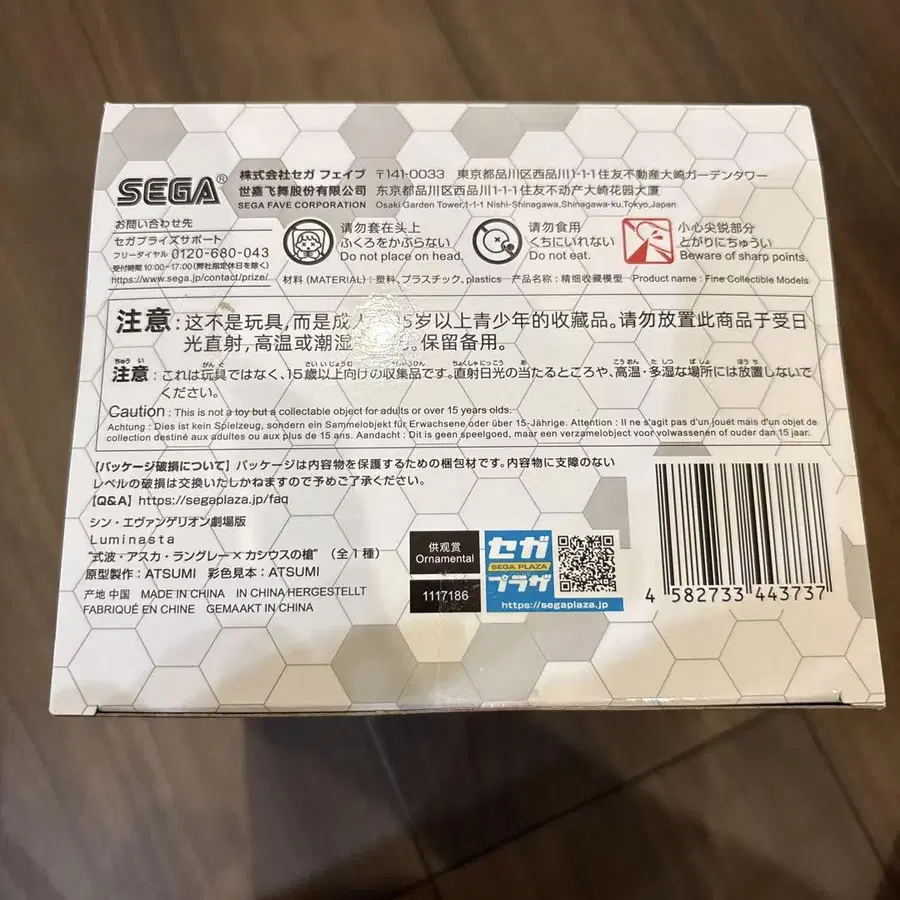 SEGA®
株式会社セガ フェイブ 〒141-0033 東京都品川区西品川1-1-1住友不動産大崎ガーデンタワー
世嘉飞舞股份有限公司 东京都品川区西品川1-1-1住友不动产大崎花园大厦
SEGA FAVE CORPORATION Osaki Garden Tower,1-1-1 Nishi-Shinagawa,Shinagawa-ku,Tokyo,Japan
お問い合わせ先
セガプライズサポート
フリーダイヤル 0120-680-043
受付時間 10:00~17:00(弊社指定休日を除く)
https://www.sega.jp/contact/prize/
请勿套在头上
ふくろをかぶらない
Do not place on head.
请勿食用
くちにいれない
Do not eat.
小心尖锐部分
とがりにちゅうい
Beware of sharp points.
材料(MATERIAL):塑料、プラスチック、plastics 产品名称:精细收藏模型 Product name : Fine Collectible Models
注意:这不是玩具,而是成人 5岁以上青少年的收藏品。请勿放置此商品于受日
光直射,高温或潮湿 。保留备用。
注意:これは玩具ではなく、15歳以上向けの収集品です。直射日光の当たるところや、高温・多湿な場所には放置しないで
ください。
Caution : This is not a toy but a collectable object for adults or over 15 years olds.
Achtung : Dies ist kein Spielzeug, sondern ein Sammelobjekt für Erwachsene oder über 15-Jährige. Attention : Il ne s'agit pas d'un jouet mais d'un objet de
collection destiné aux adultes ou aux plus de 15 ans. Aandacht : Dit is geen speelgoed, maar een verzamelobject voor volwassenen of ouder dan 15 jaar.
【パッケージ破損について】パッケージは内容物を保護するための梱包材です。内容物に支障のない
レベルの破損は交換いたしかねますので予めご了承ください。
【Q&A】https://segaplaza.jp/faq
シン・エヴァンゲリオン劇場版
Luminasta
"式波・アスカ・ラングレー×カシウスの槍" (全1種)
原型製作:ATSUMI 彩色見本:ATSUMI
产地 中国 MADE IN CHINA IN CHINA HERGESTELLT
FABRIQUÉ EN CHINE GEMAAKT IN CHINA
供观赏
Ornamental
1117186
セガ
SEGA PLAZA
プラザ
https://segaplaza.jp
4 582733 443737